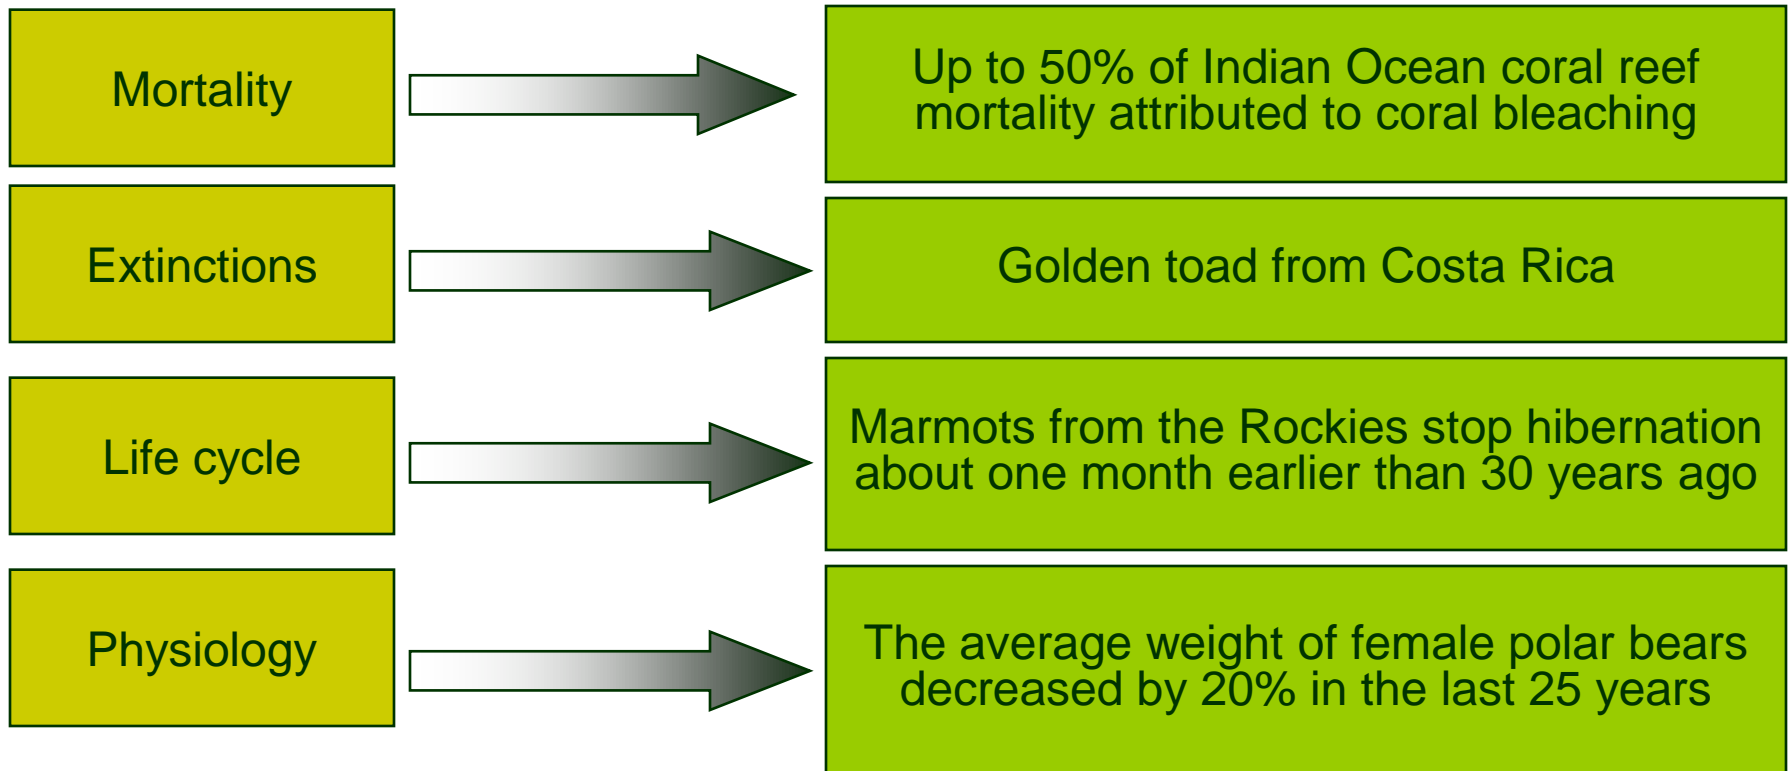 Mortality
Up to 50% of Indian Ocean coral reef
mortality attributed to coral bleaching
Extinctions
Golden toad from Costa Rica
Life cycle
Marmots from the Rockies stop hibernation
about one month earlier than 30 years ago
Physiology
The average weight of female polar bears
decreased by 20% in the last 25 years